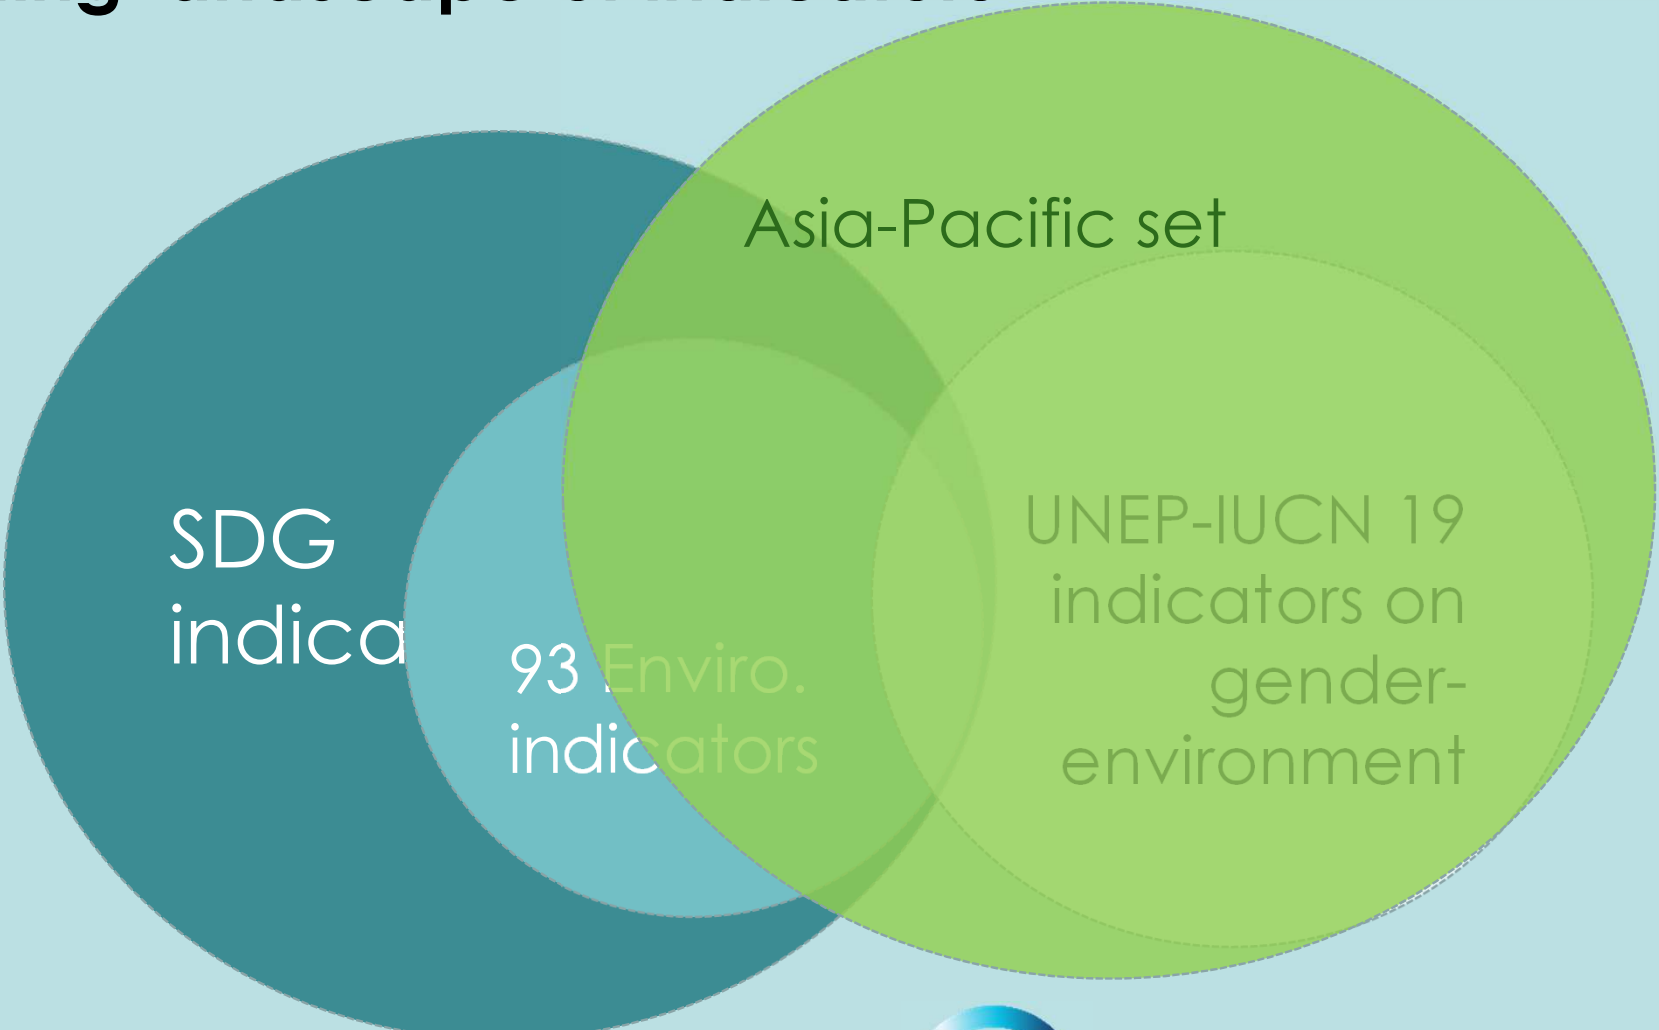 Asia-Pacific set
SDG
indica
93 Enviro.
indicators
UNEP-IUCN 19
indicators on
gender-
environment